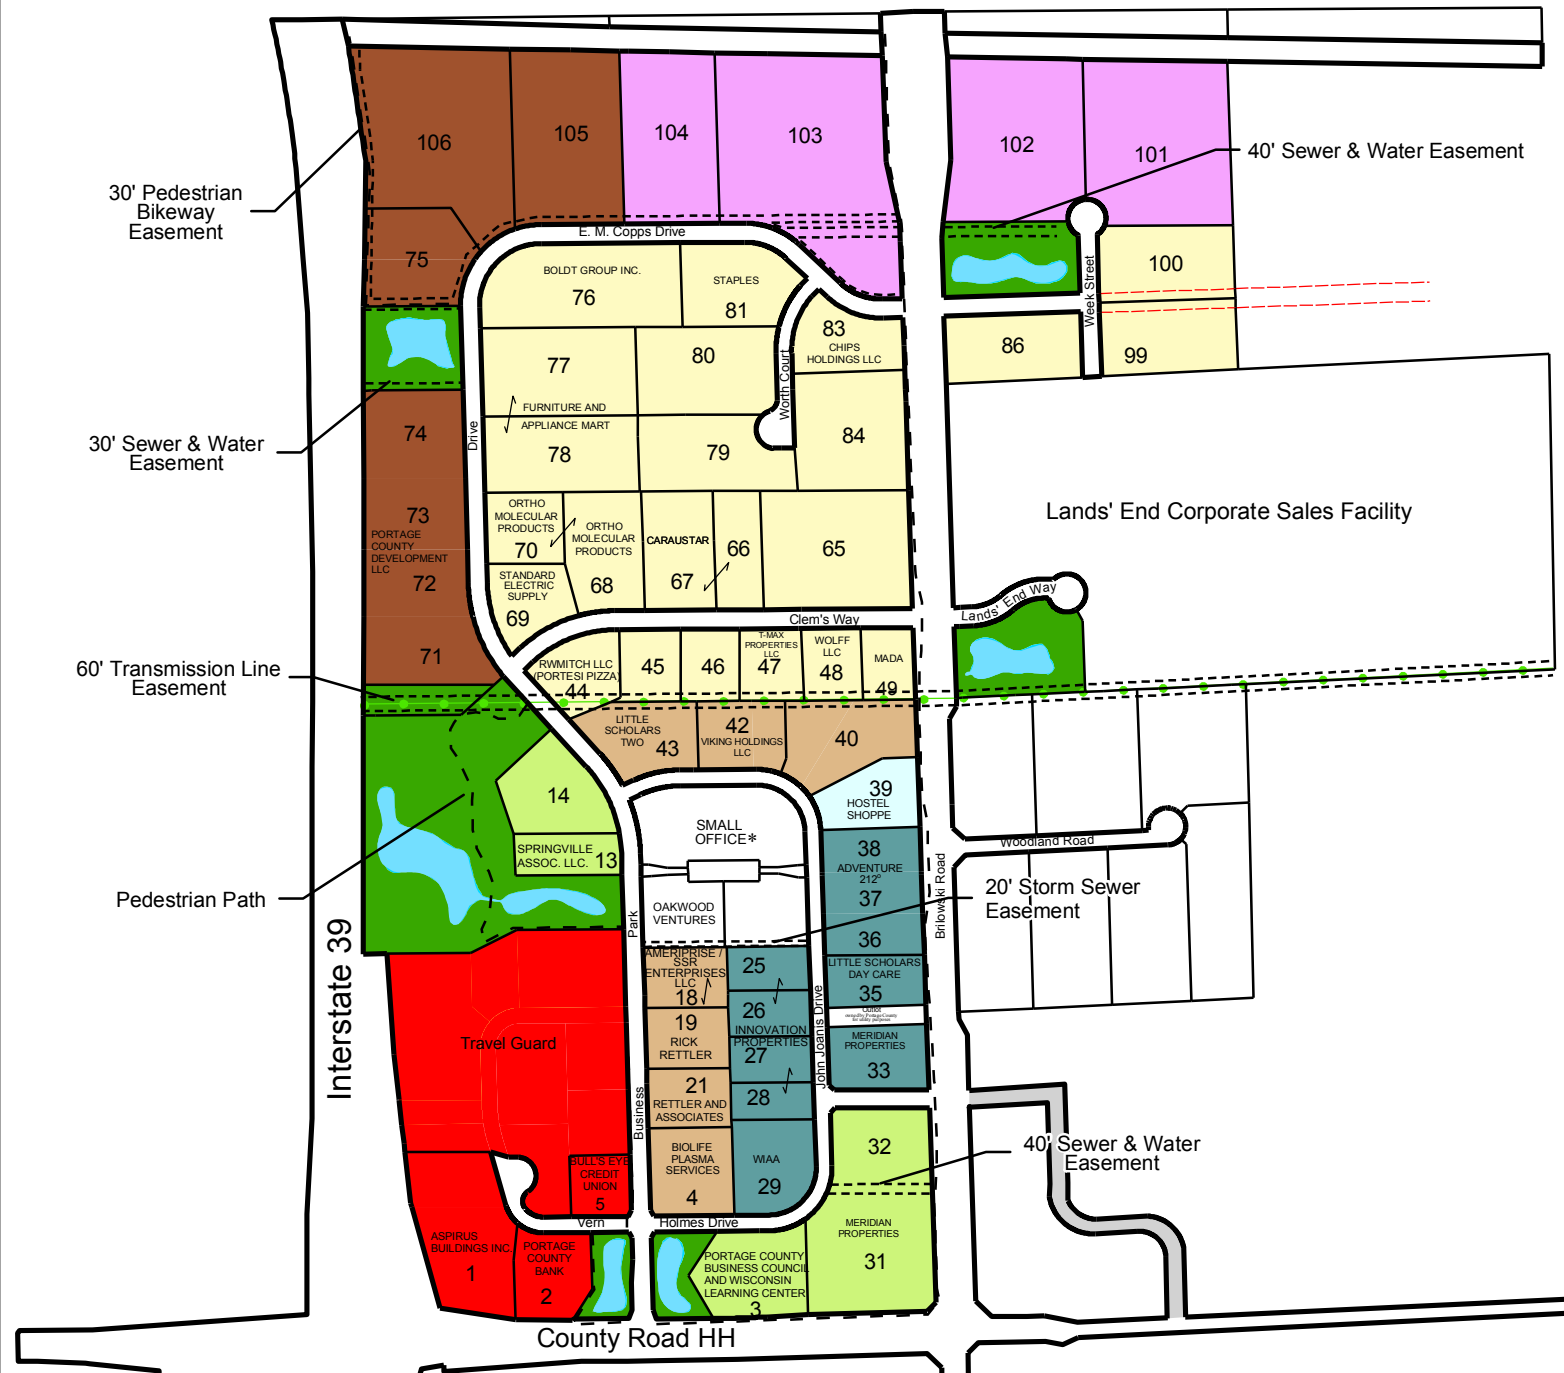 106
105
104
103
102
101
40' Sewer & Water Easement
30' Pedestrian
Bikeway
Easement
E. M. Copps Drive
75
BOLDT GROUP INC.
76
STAPLES
81
100
Week Street
83
CHIPS
HOLDINGS LLC
86
99
77
80
Worth Court
FURNITURE AND
APPLIANCE MART
78
79
84
74
Drive
30' Sewer & Water
Easement
73
PORTAGE
COUNTY
DEVELOPMENT
LLC
72
71
ORTHO
MOLECULAR
PRODUCTS
70
ORTHO
MOLECULAR
PRODUCTS
68
CARAUSTAR
67
66
65
STANDARD
ELECTRIC
SUPPLY
69
Lands' End Corporate Sales Facility
Lands' End Way
Clem's Way
60' Transmission Line
Easement
RWMITCH LLC
(PORTESI PIZZA)
44
45
46
T-MAX
PROPERTIES
LLC
47
WOLFF
LLC
48
MADA
49
LITTLE
SCHOLARS
TWO
43
42
VIKING HOLDINGS
LLC
40
39
HOSTEL
SHOPPE
14
SPRINGVILLE
ASSOC. LLC.
13
SMALL
OFFICE*
38
ADVENTURE
212°
37
36
Woodland Road
Brilowski Road
Pedestrian Path
OAKWOOD
VENTURES
Park
20' Storm Sewer
Easement
Interstate 39
AMERIPRISE /
SSR
ENTERPRISES
LLC
18
25
LITTLE SCHOLARS
DAY CARE
35
Outlot
owned by Portage County
for utility purposes
19
RICK
RETTLER
26
INNOVATION
PROPERTIES
27
John Joanis Drive
MERIDIAN
PROPERTIES
33
Travel Guard
21
RETTLER AND
ASSOCIATES
28
Business
BIOLIFE
PLASMA
SERVICES
4
WIAA
29
32
40' Sewer & Water
Easement
BULL'S EYE
CREDIT
UNION
5
Vern
Holmes Drive
ASPIRUS
BUILDINGS INC.
1
PORTAGE
COUNTY
BANK
2
PORTAGE COUNTY
BUSINESS COUNCIL
AND WISCONSIN
LEARNING CENTER
3
MERIDIAN
PROPERTIES
31
County Road HH